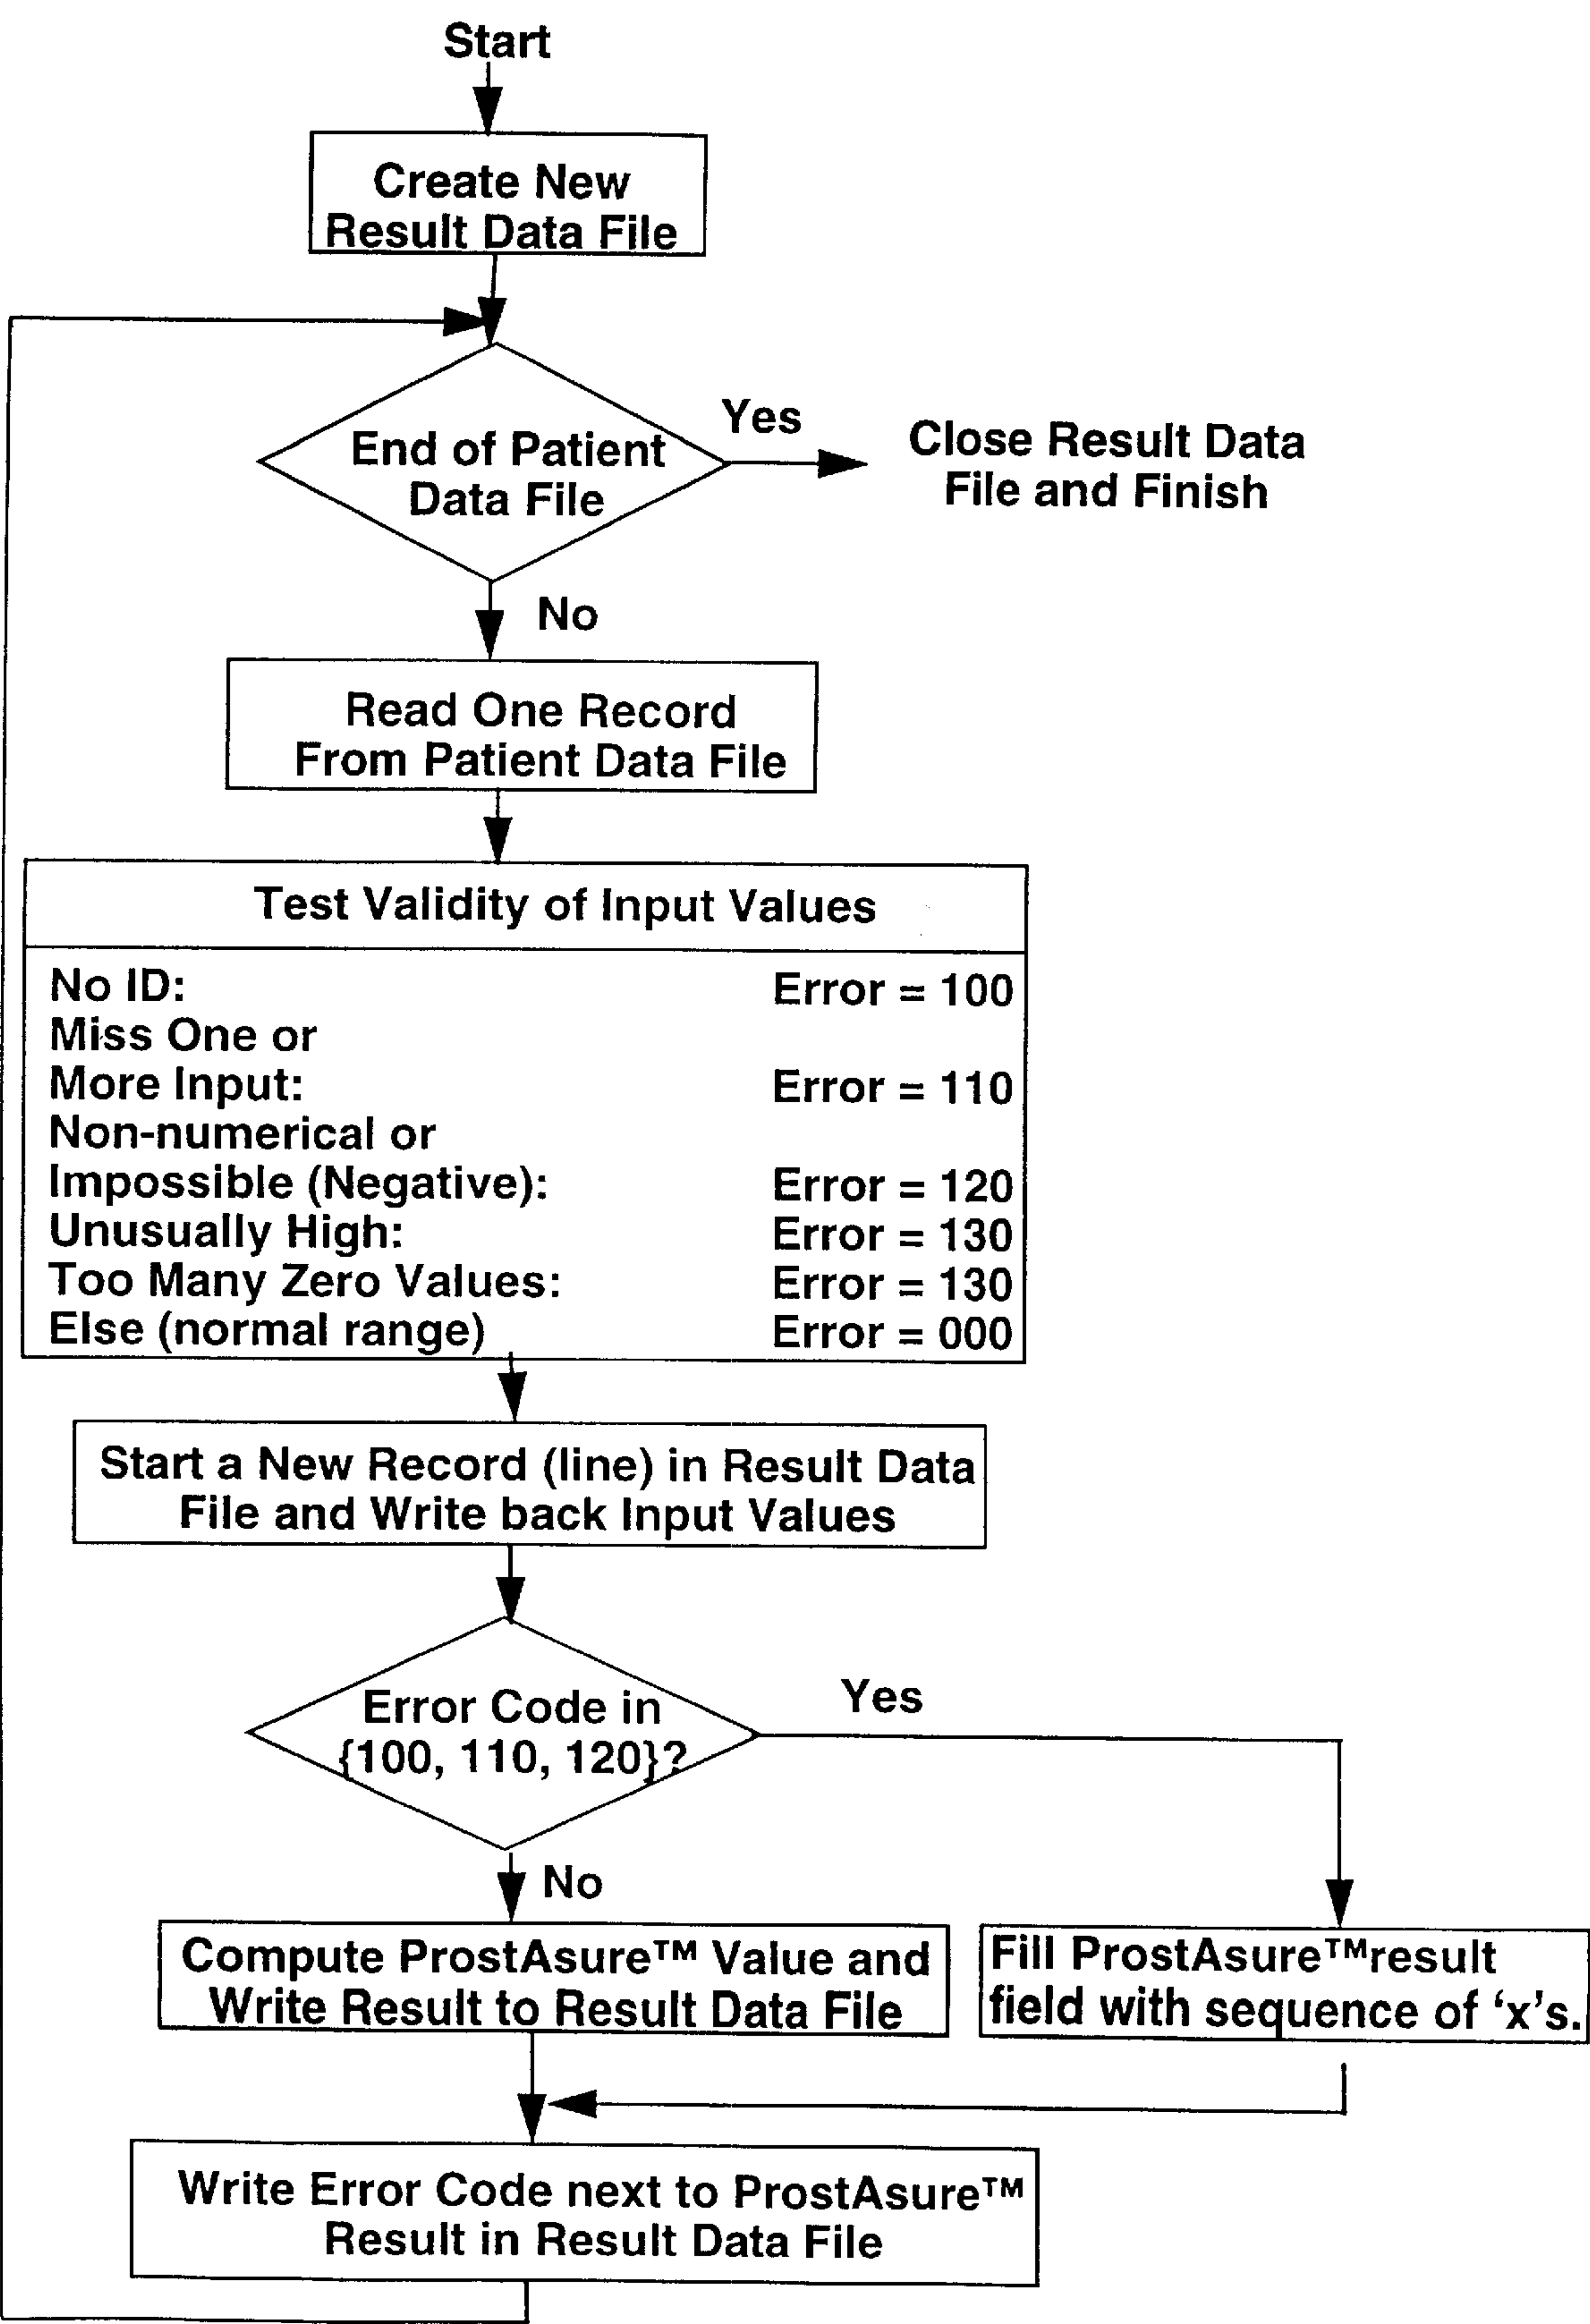 Start
Create New
Result Data File
Yes
End of Patient
Data File
Close Result Data
File and Finish
No
Read One Record
From Patient Data File
Test Validity of Input Values
No ID: Error = 100
Miss One or
More Input: Error = 110
Non-numerical or
Impossible (Negative): Error = 120
Unusually High: Error = 130
Too Many Zero Values: Error = 130
Else (normal range) Error = 000
Start a New Record (line) in Result Data
File and Write back Input Values
Error Code in
{100, 110, 120}?
Yes
No
Compute ProstAsure™ Value and
Write Result to Result Data File
Fill ProstAsure™result
field with sequence of ‘x’s.
Write Error Code next to ProstAsure™
Result in Result Data File